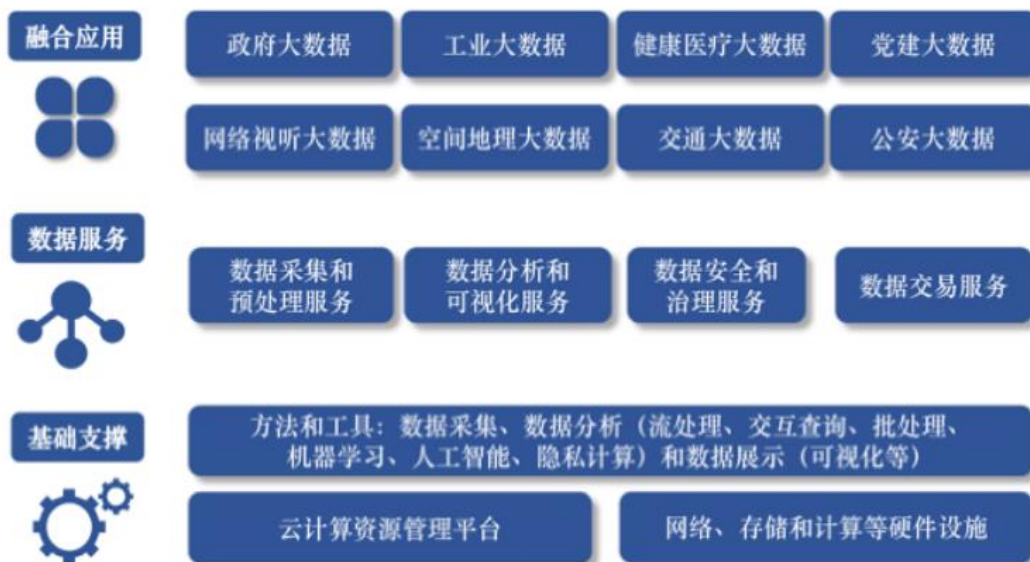 融合应用
政府大数据
工业大数据
健康医疗大数据
党建大数据
网络视听大数据
空间地理大数据
交通大数据
公安大数据
数据服务
数据采集和
预处理服务
数据分析和
可视化服务
数据安全和
治理服务
数据交易服务
基础支撑
方法和工具：数据采集、数据分析（流处理、交互查询、批处理、
机器学习、人工智能、隐私计算）和数据展示（可视化等）
云计算资源管理平台
网络、存储和计算等硬件设施